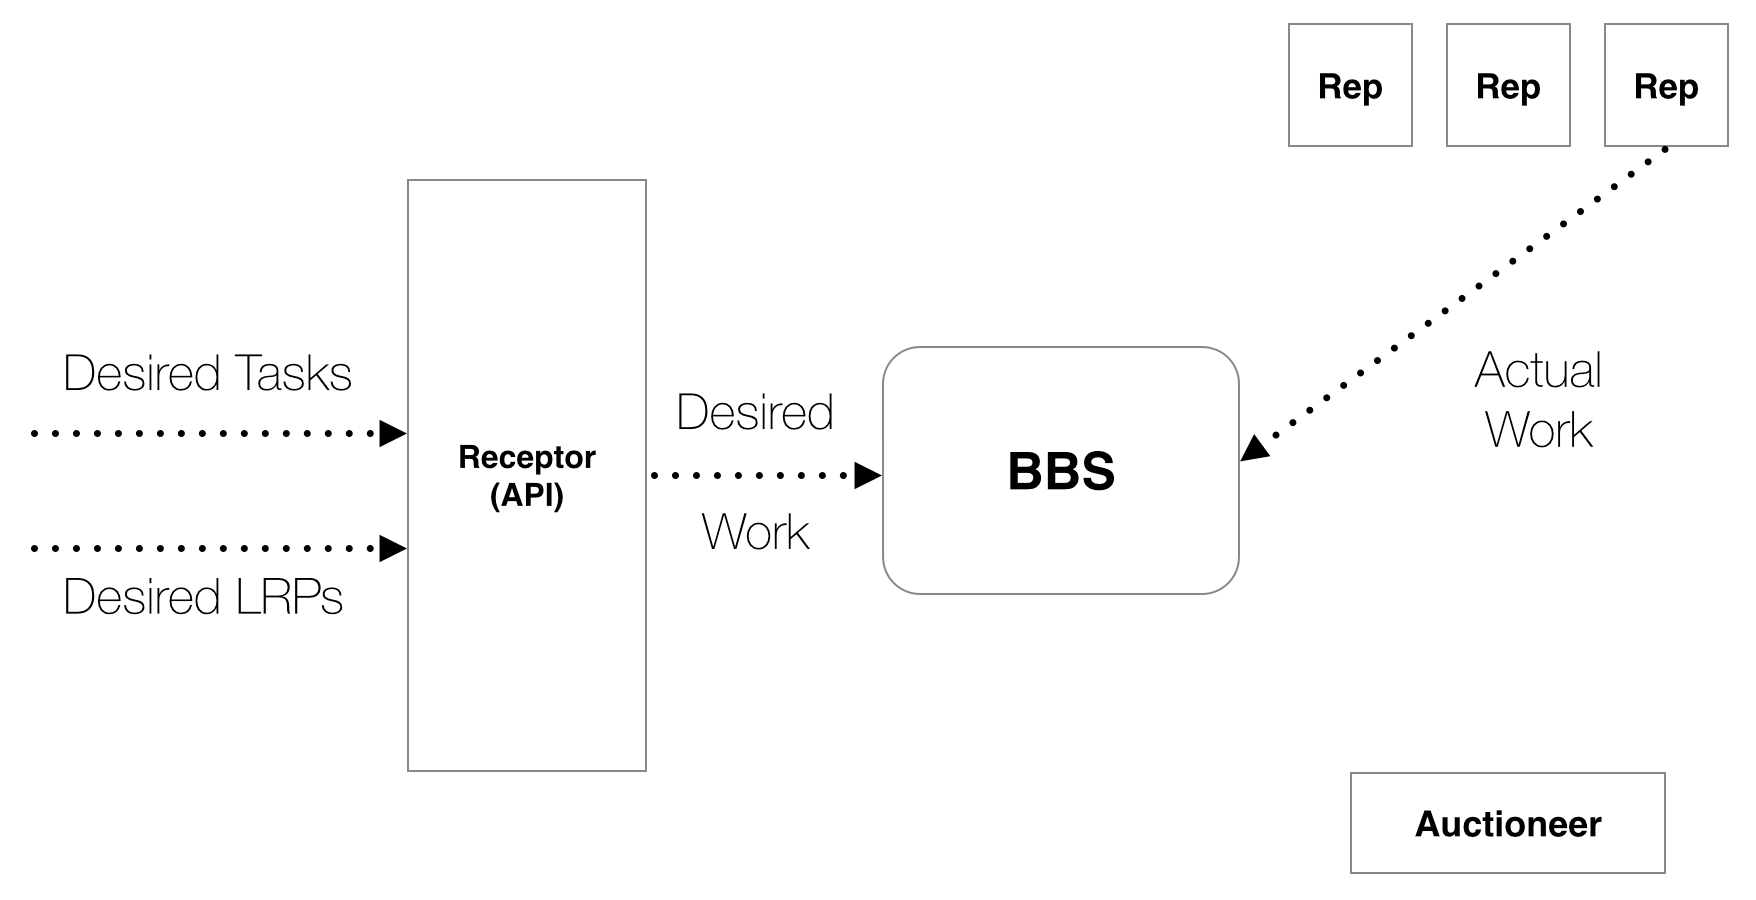 Rep
Rep
Rep
Desired Tasks
Desired LRPs
Receptor
(API)
Desired
Work
BBS
Actual
Work
Auctioneer